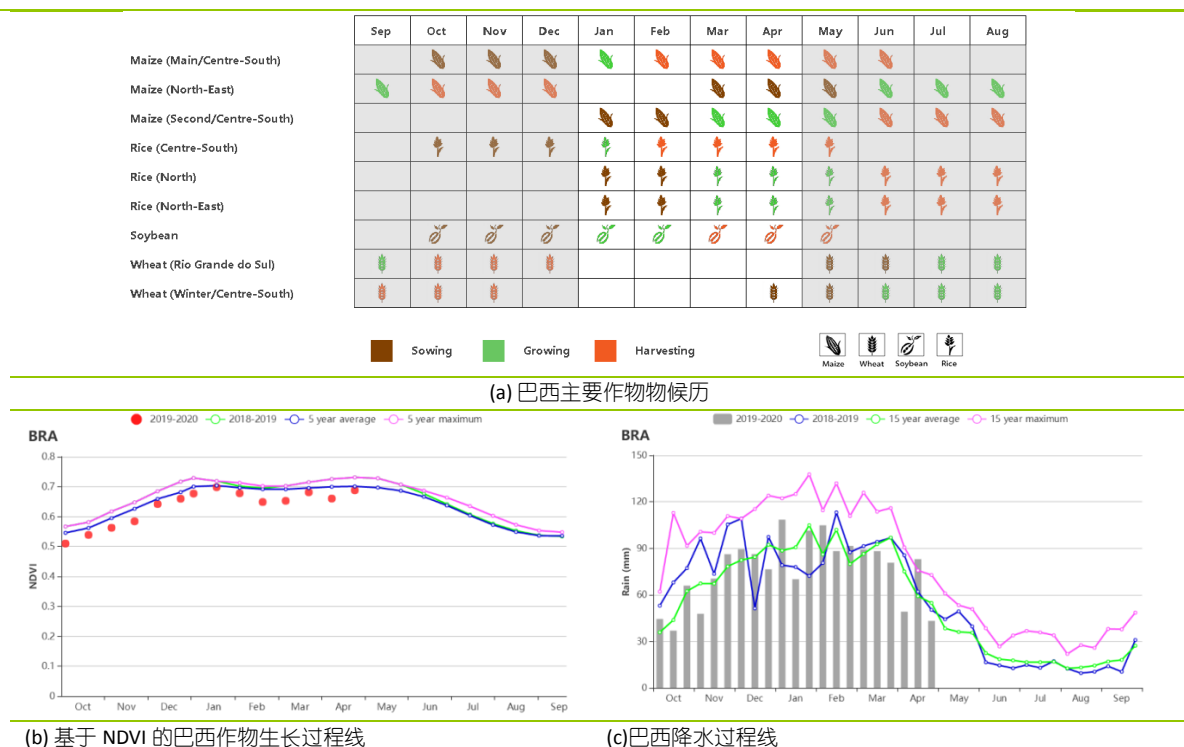 Sep Oct Nov Dec Jan Feb Mar Apr May Jun Jul Aug
Maize (Main/Centre-South)
Maize (North-East)
Maize (Second/Centre-South)
Rice (Centre-South)
Rice (North)
Rice (North-East)
Soybean
Wheat (Rio Grande do Sul)
Wheat (Winter/Centre-South)
Sowing Growing Harvesting
Maize Wheat Soybean Rice
(a) 巴西主要作物物候历
2019-2020 2018-2019 5 year average 5 year maximum
BRA
0.8
0.7
0.6
0.5
0.4
0.3
0.2
0.1
0
NDVI
Oct Nov Dec Jan Feb Mar Apr May Jun Jul Aug Sep
2019-2020 2018-2019 15 year average 15 year maximum
BRA
150
120
90
60
30
0
Rain (mm)
Oct Nov Dec Jan Feb Mar Apr May Jun Jul Aug Sep
(b) 基于 NDVI 的巴西作物生长过程线
(c)巴西降水过程线